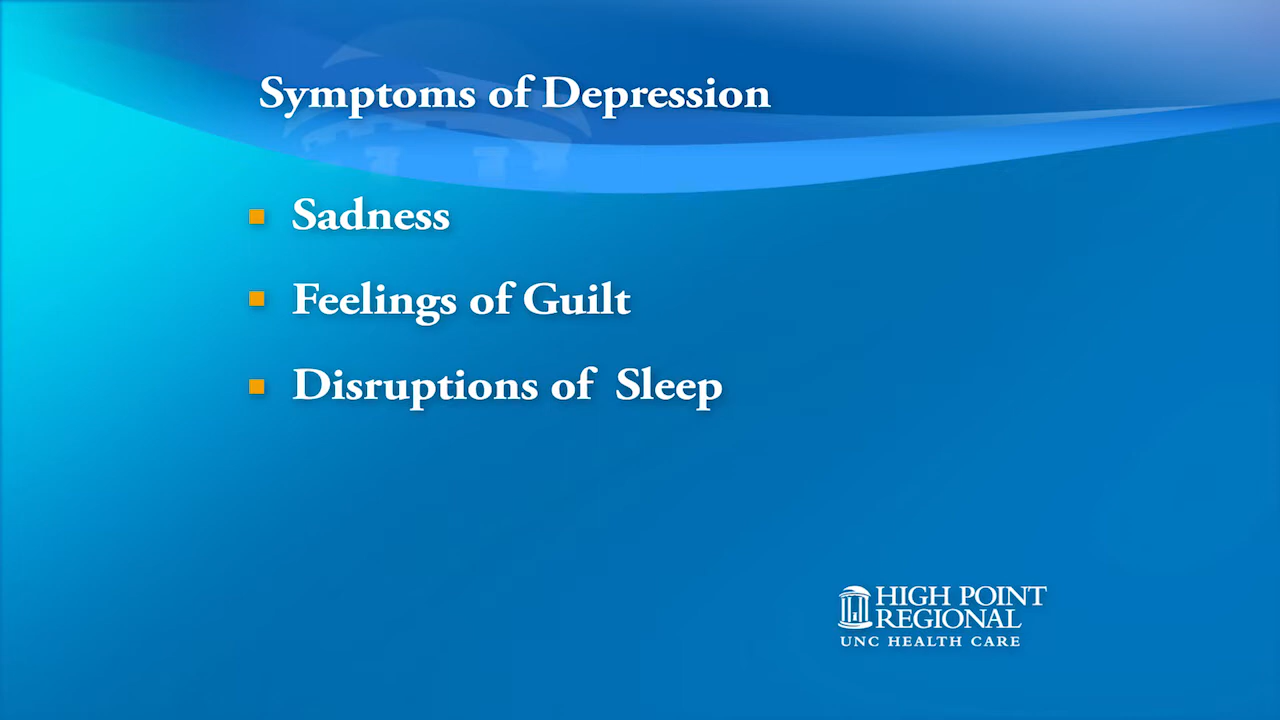 Symptoms of Depression
Sadness
Feelings of Guilt
Disruptions of Sleep
HIGH POINT
REGIONAL
UNC HEALTH CARE